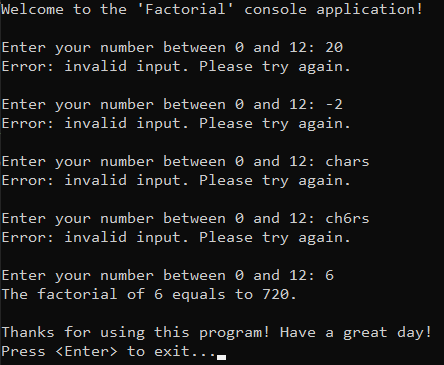 Welcome to the 'Factorial' console application!
Enter your number between 0 and 12: 20
Error: invalid input. Please try again.
Enter your number between 0 and 12: -2
Error: invalid input. Please try again.
Enter your number between 0 and 12: chars
Error: invalid input. Please try again.
Enter your number between 0 and 12: ch6rs
Error: invalid input. Please try again.
Enter your number between 0 and 12: 6
The factorial of 6 equals to 720.
Thanks for using this program! Have a great day!
Press <Enter> to exit...